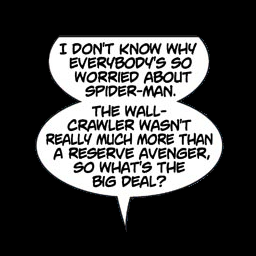 I DON'T KNOW WHY
EVERYBODY'S SO
WORRIED ABOUT
SPIDER-MAN.
THE WALL-
CRAWLER WASN'T
REALLY MUCH MORE THAN
A RESERVE AVENGER,
SO WHAT'S THE
BIG DEAL?